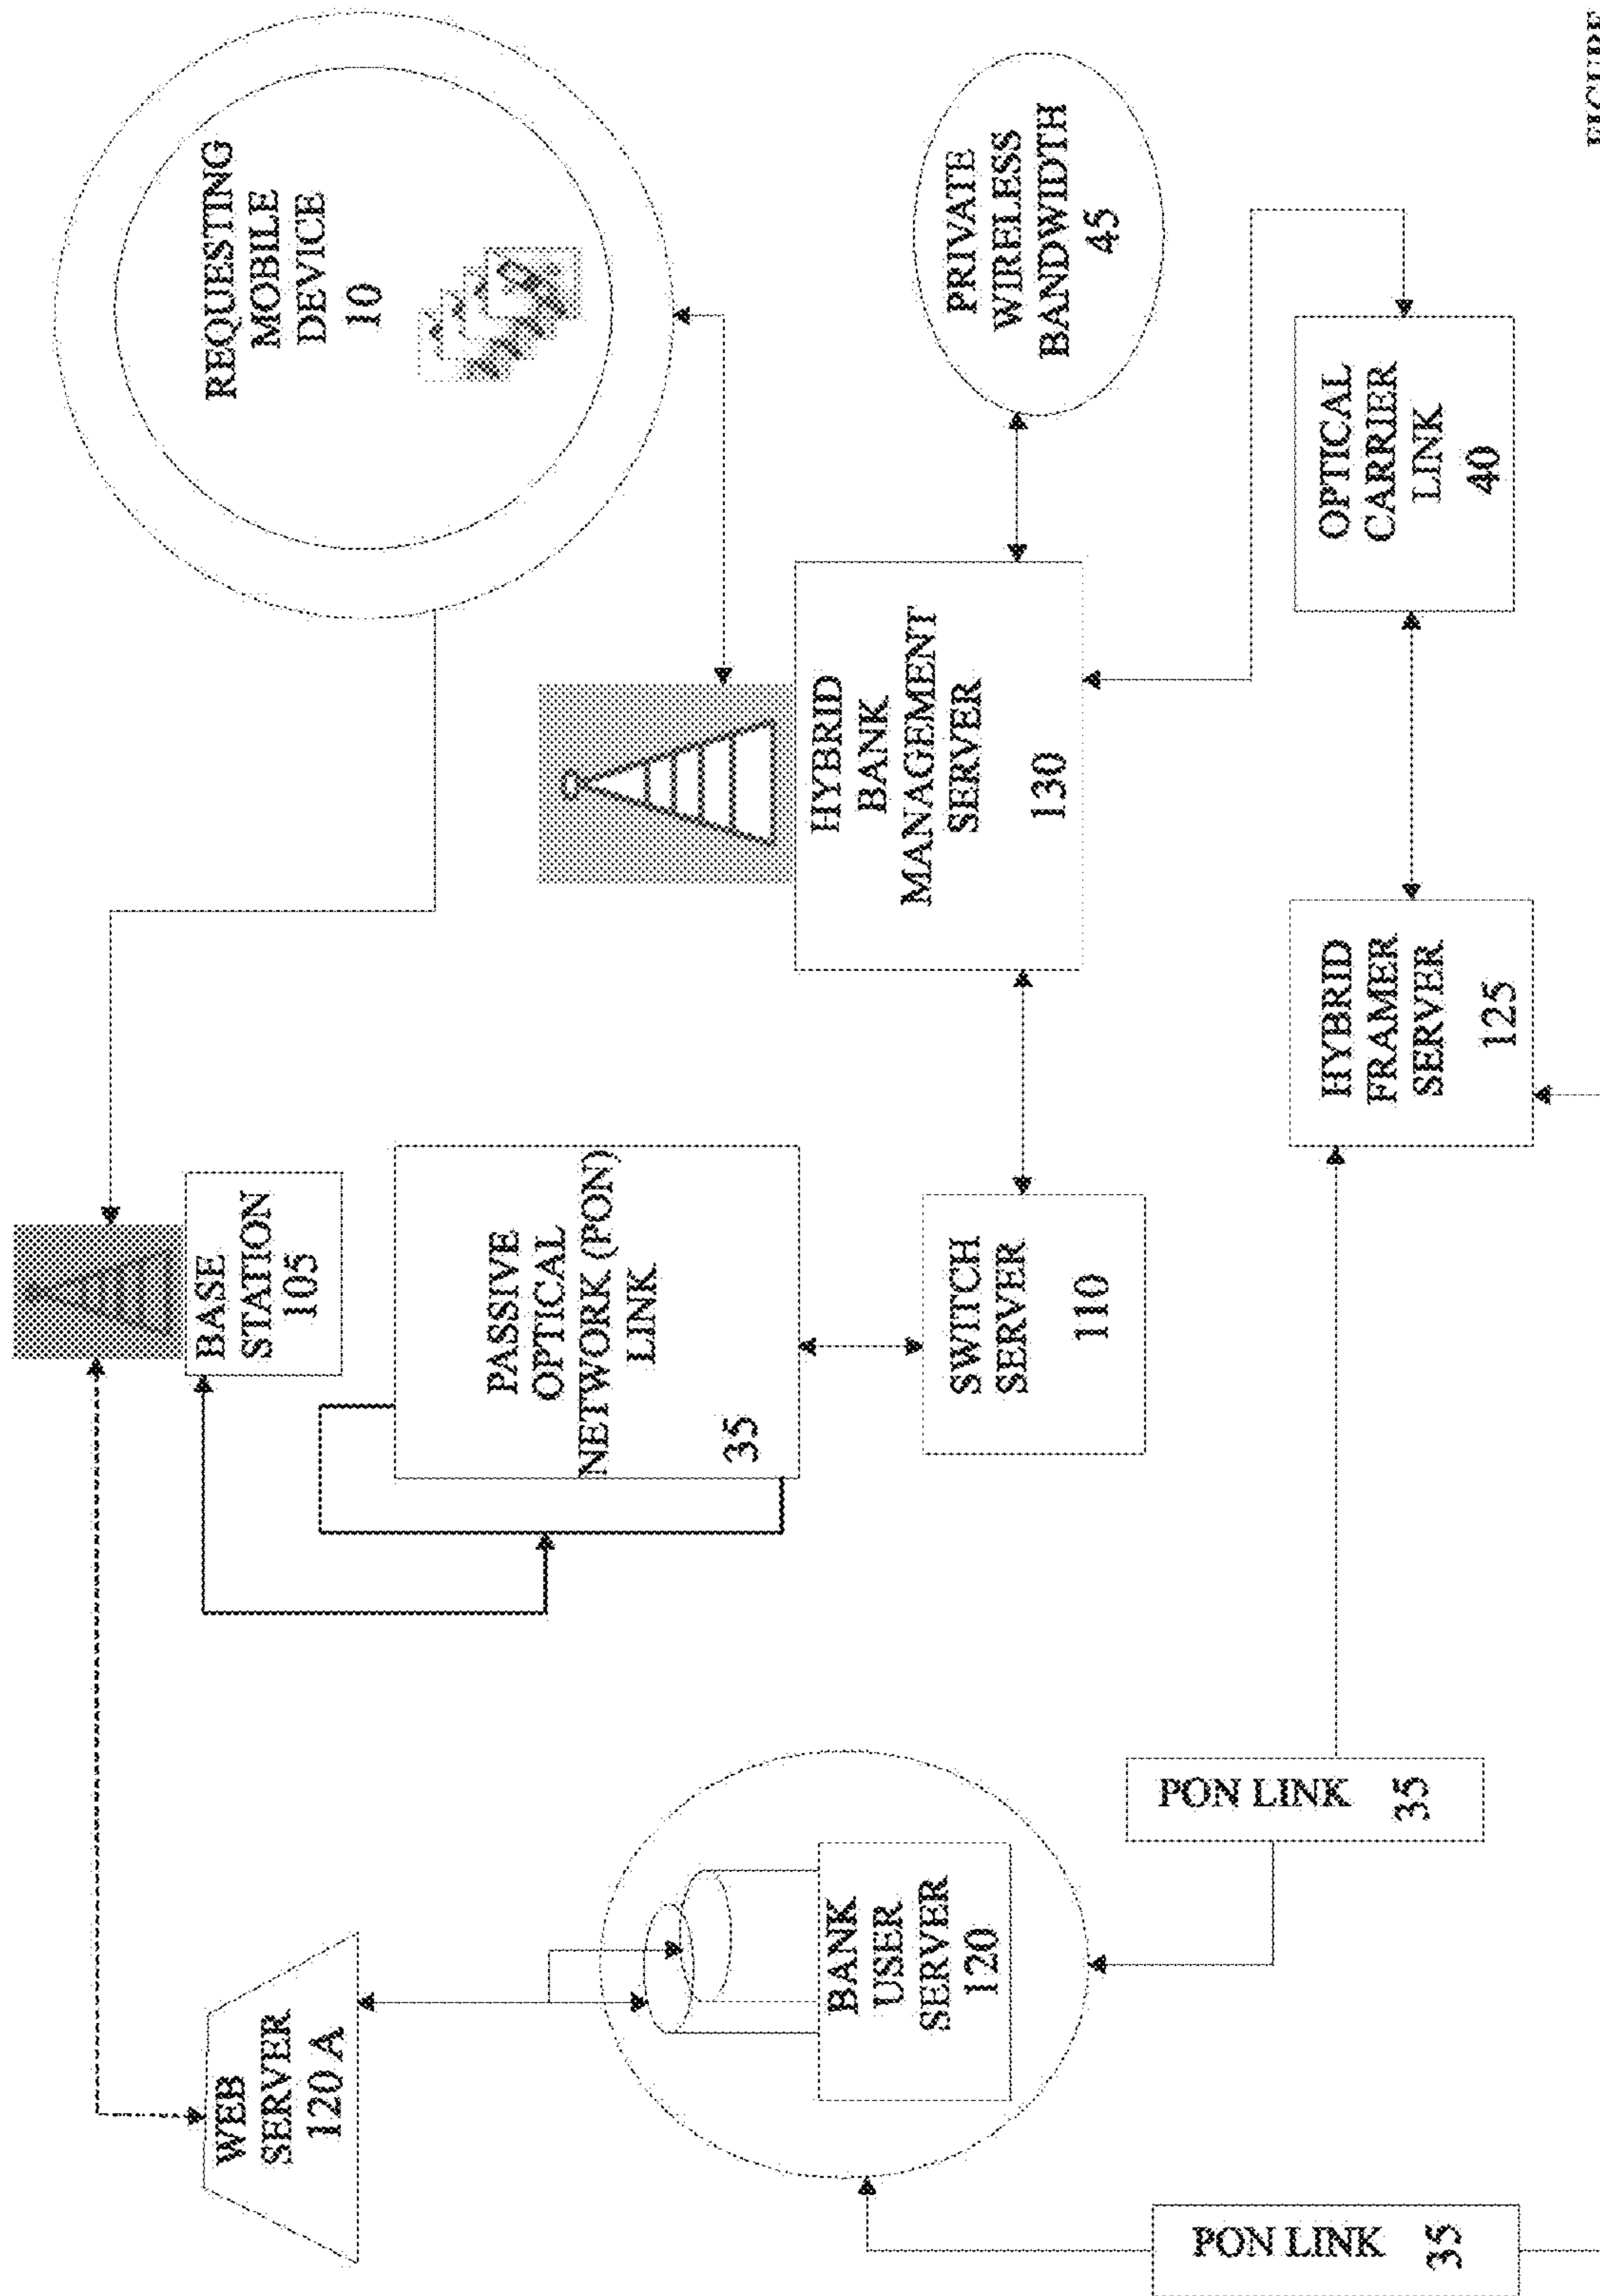 WEB
SERVER
120 A
BASE
STATION
105
REQUESTING
MOBILE
DEVICE
10
PASSIVE
OPTICAL
NETWORK (PON)
LINK
35
BANK
USER
SERVER
120
HYBRID
BANK
MANAGEMENT
SERVER
130
PRIVATE
WIRELESS
BANDWIDTH
45
SWITCH
SERVER
110
PON LINK 35
PON LINK 35
HYBRID
FRAMER
SERVER
125
OPTICAL
CARRIER
LINK
40
FIGURE